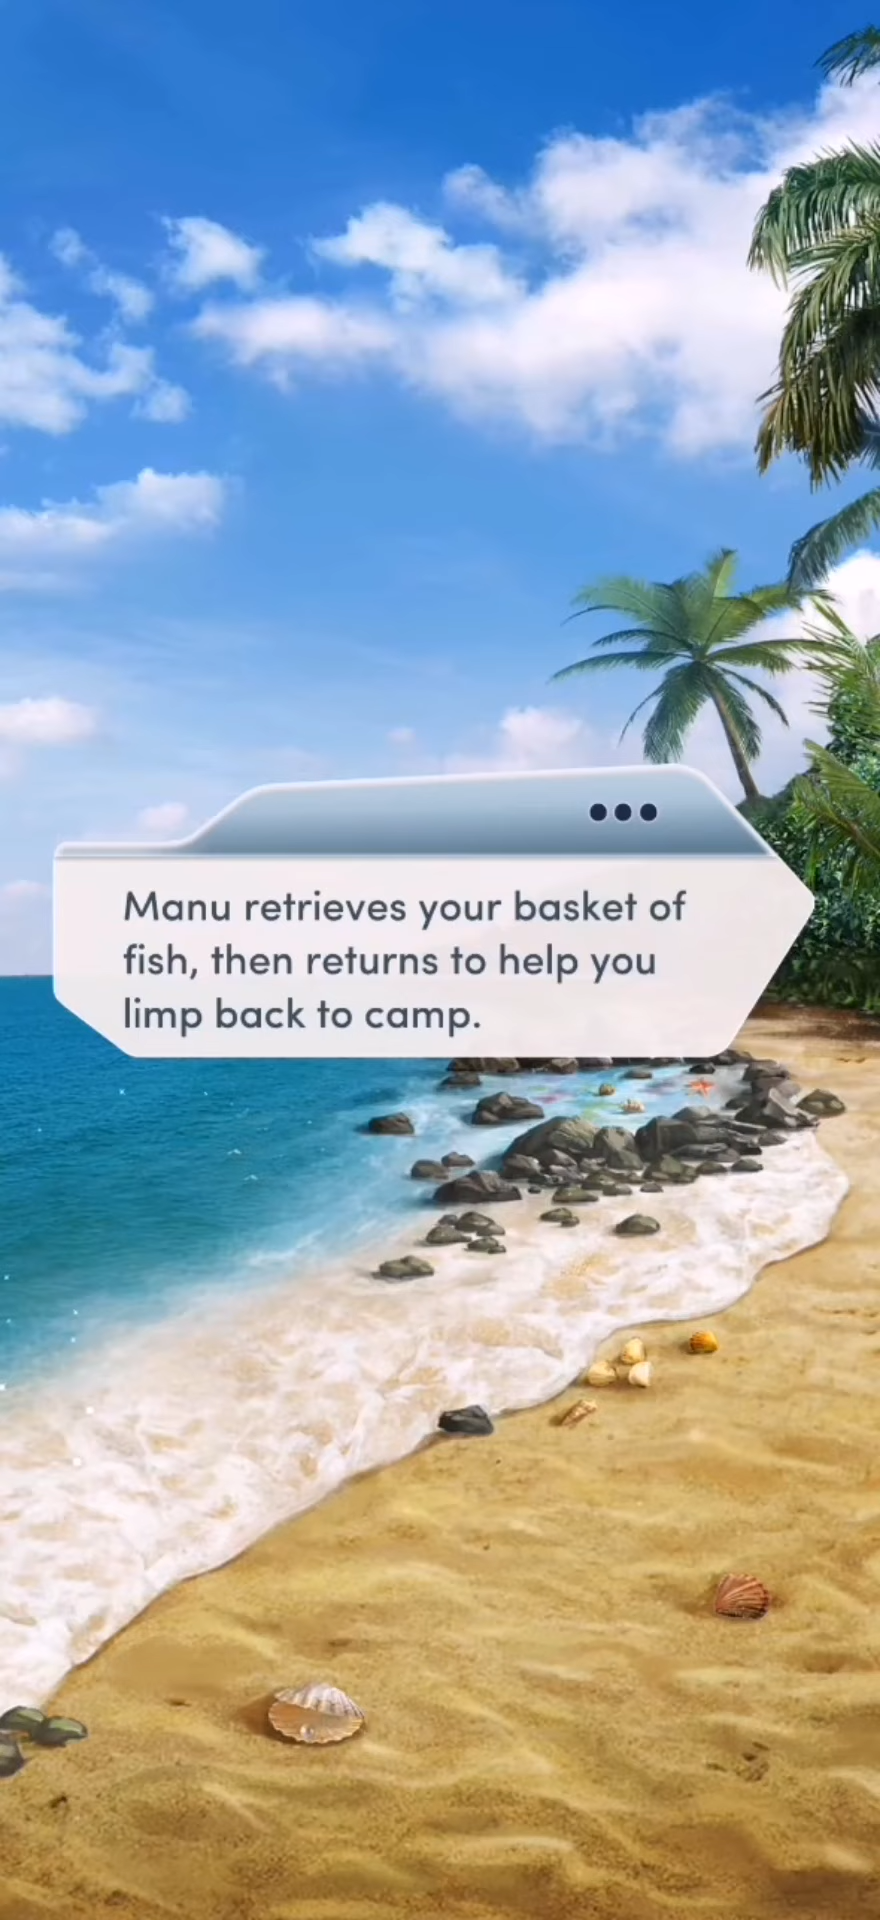 Manu retrieves your basket of
fish, then returns to help you
limp back to camp.